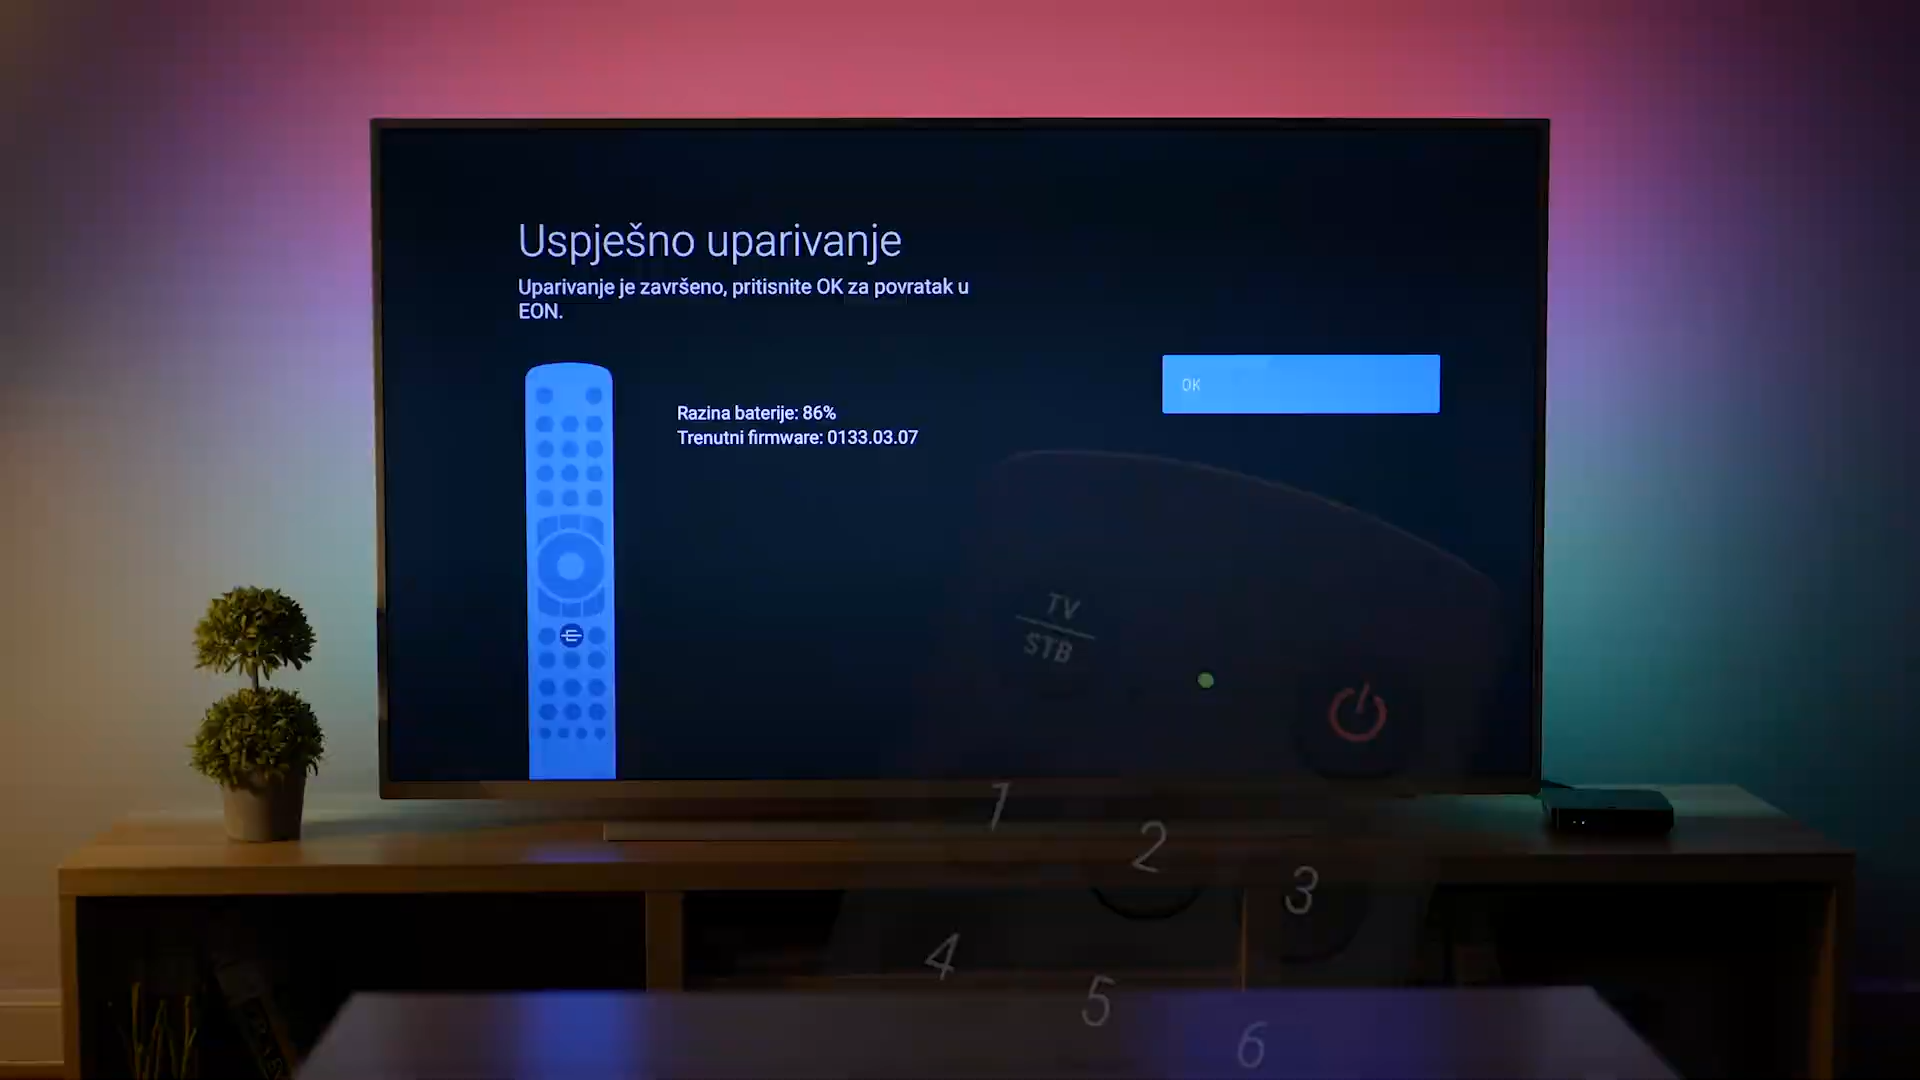 Uspješno uparivanje
Uparivanje je završeno, pritisnite OK za povratak u
EON.
OK
Razina baterije: 86%
Trenutni firmware: 0133.03.07
TV
STB
1
2
3
4
5
6